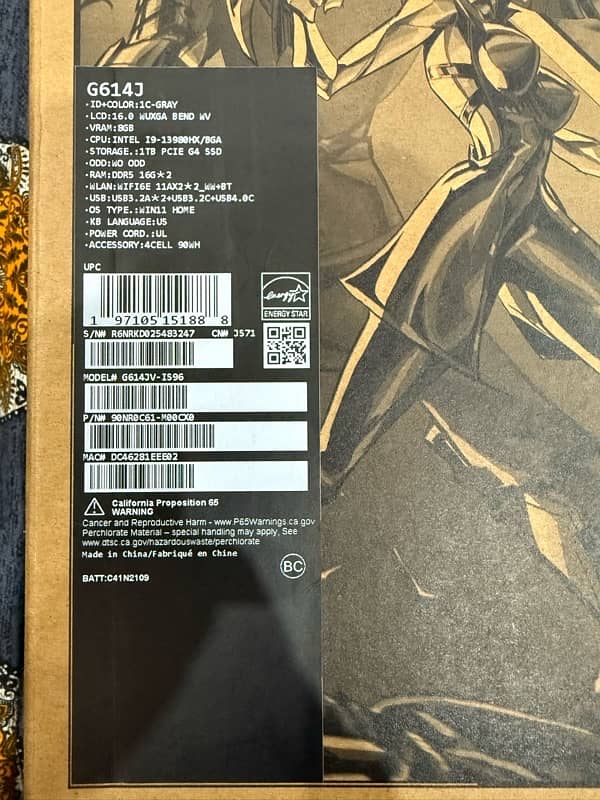 G614J
·ID+COLOR:1C-GRAY
·LCD:16.0 WUXGA BEND WV
·VRAM:8GB
·CPU:INTEL I9-13980HX/BGA
·STORAGE.:1TB PCIE G4 SSD
·ODD:WO ODD
·RAM:DDR5 16G*2
·WLAN:WIFI6E 11AX2*2_WW+BT
·USB:USB3.2A*2+USB3.2C+USB4.0C
·OS TYPE.:WIN11 HOME
·KB LANGUAGE:US
·POWER CORD.:UL
·ACCESSORY:4CELL 90WH
UPC
1 97105 15188 8
energy
ENERGY STAR
S/N# R6NRKD025483247 CN# J571
MODEL# G614JV-IS96
P/N# 90NR0C61-M00CX0
MAC# DC46281EEE02
California Proposition 65
WARNING
Cancer and Reproductive Harm - www.P65Warnings.ca.gov
Perchlorate Material – special handling may apply, See
www.dtsc.ca.gov/hazardouswaste/perchlorate
Made in China/Fabriqué en Chine
BC
BATT:C41N2109